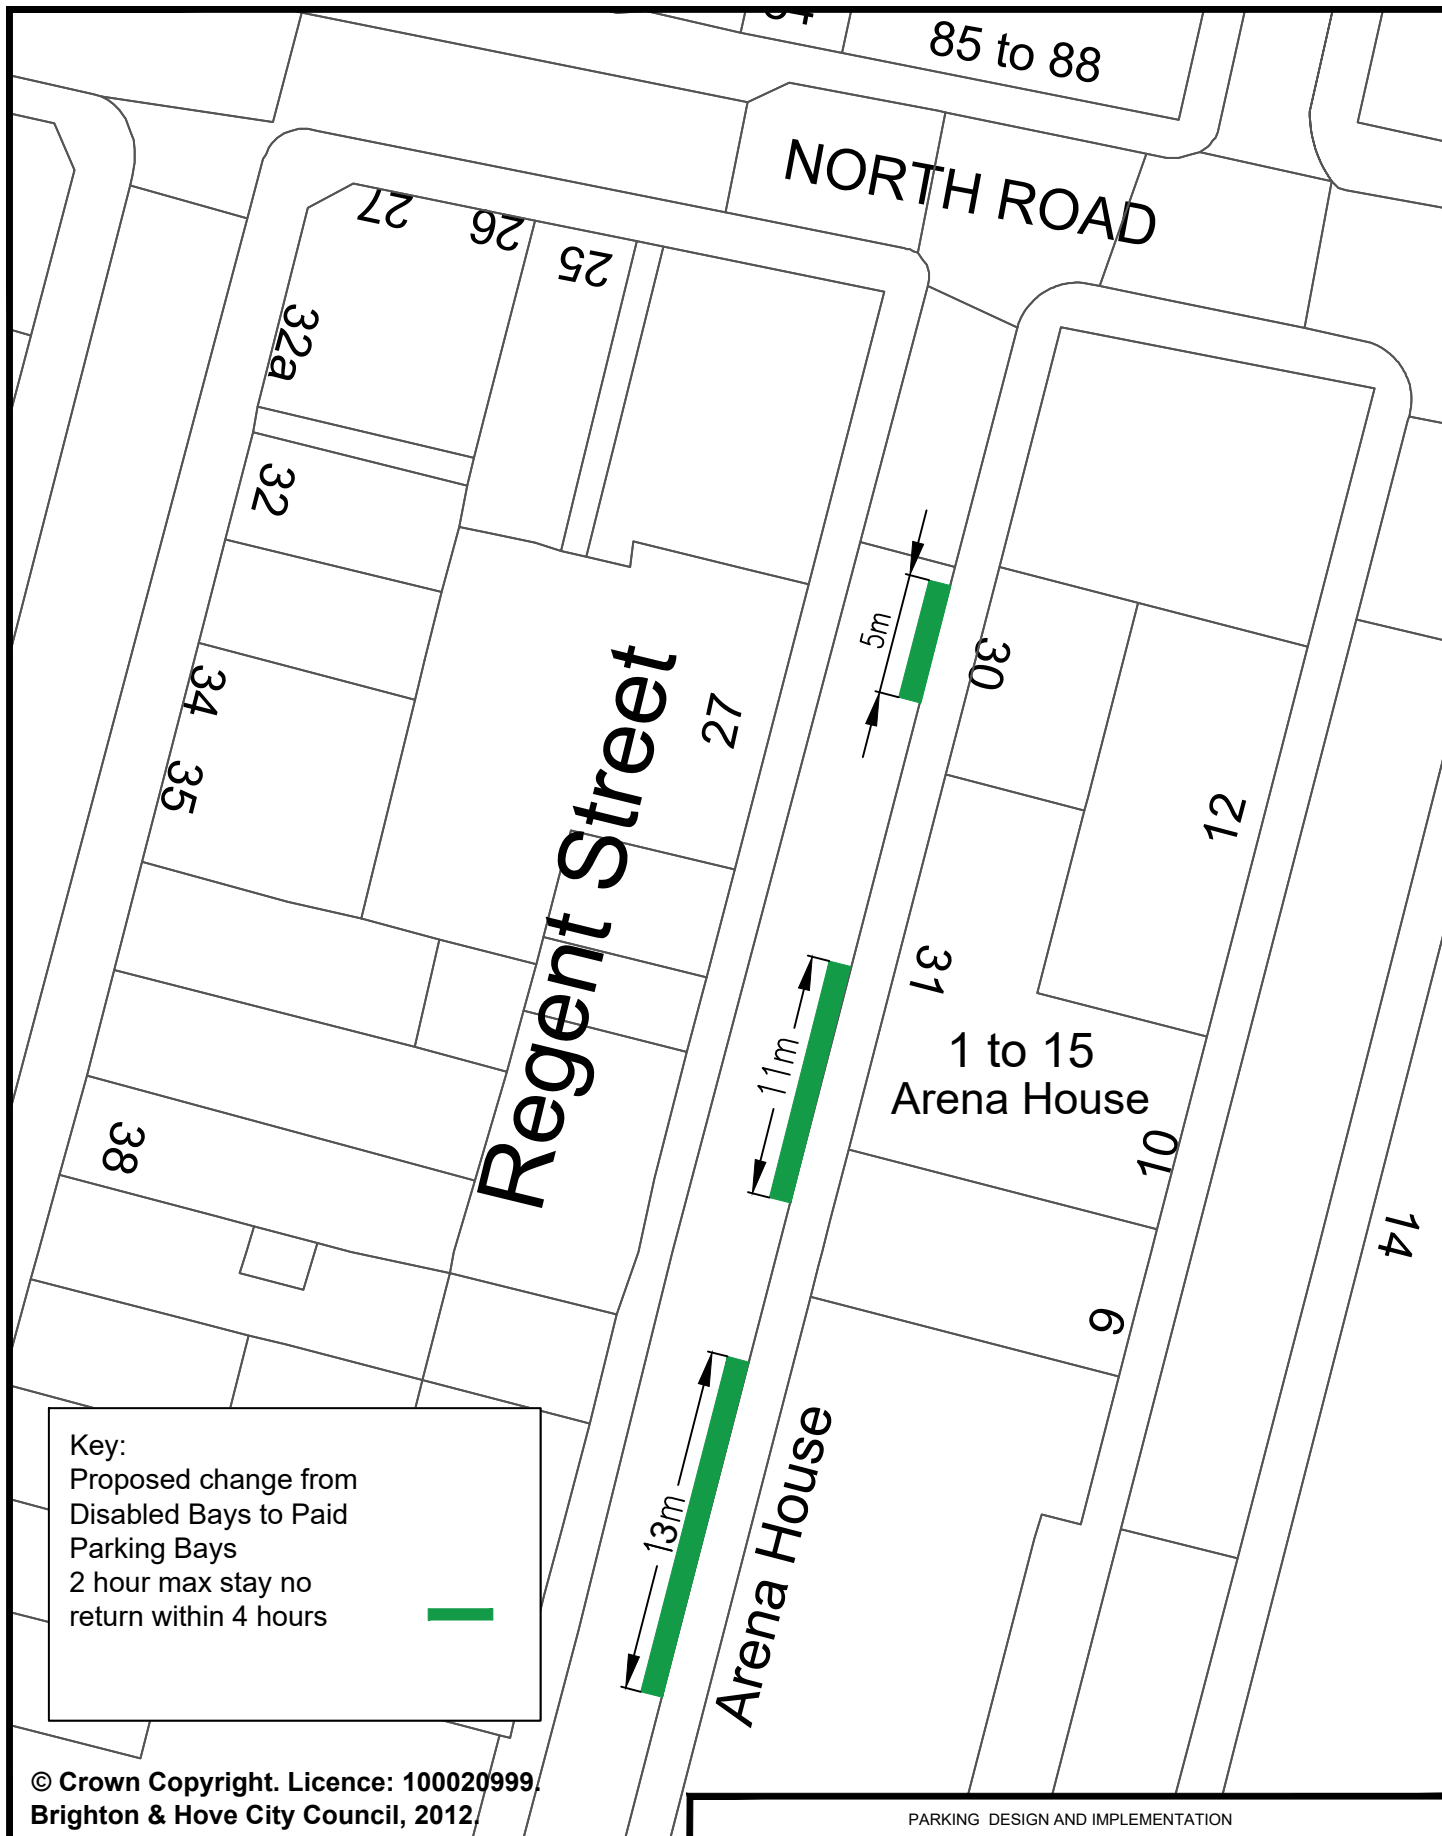 85 to 88
NORTH ROAD
27
26
25
32a
32
34
35
38
Regent Street
27
5m
30
12
31
1 to 15
Arena House
11m
10
14
6
13m
Arena House
Key:
Proposed change from
Disabled Bays to Paid
Parking Bays
2 hour max stay no
return within 4 hours
© Crown Copyright. Licence: 100020999.
Brighton & Hove City Council, 2012.
PARKING DESIGN AND IMPLEMENTATION